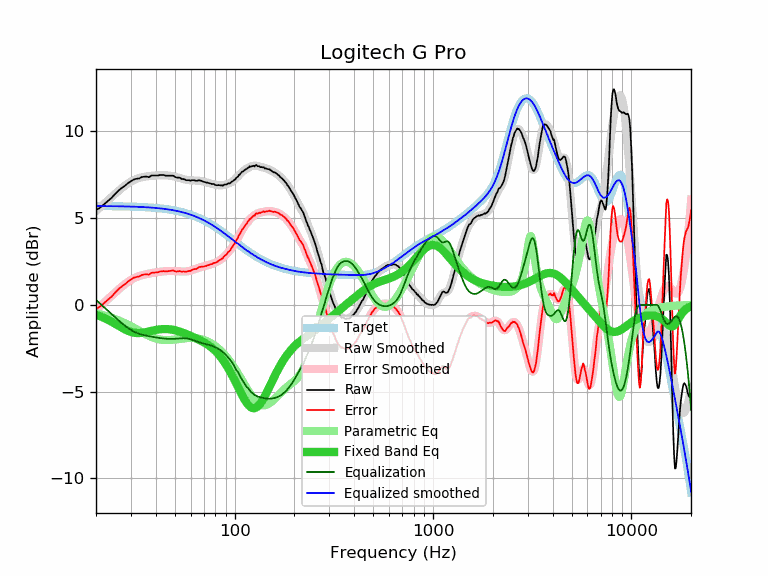 Logitech G Pro
Amplitude (dBr)
10
5
0
−5
−10
Target
Raw Smoothed
Error Smoothed
Raw
Error
Parametric Eq
Fixed Band Eq
Equalization
Equalized smoothed
100
1000
10000
Frequency (Hz)